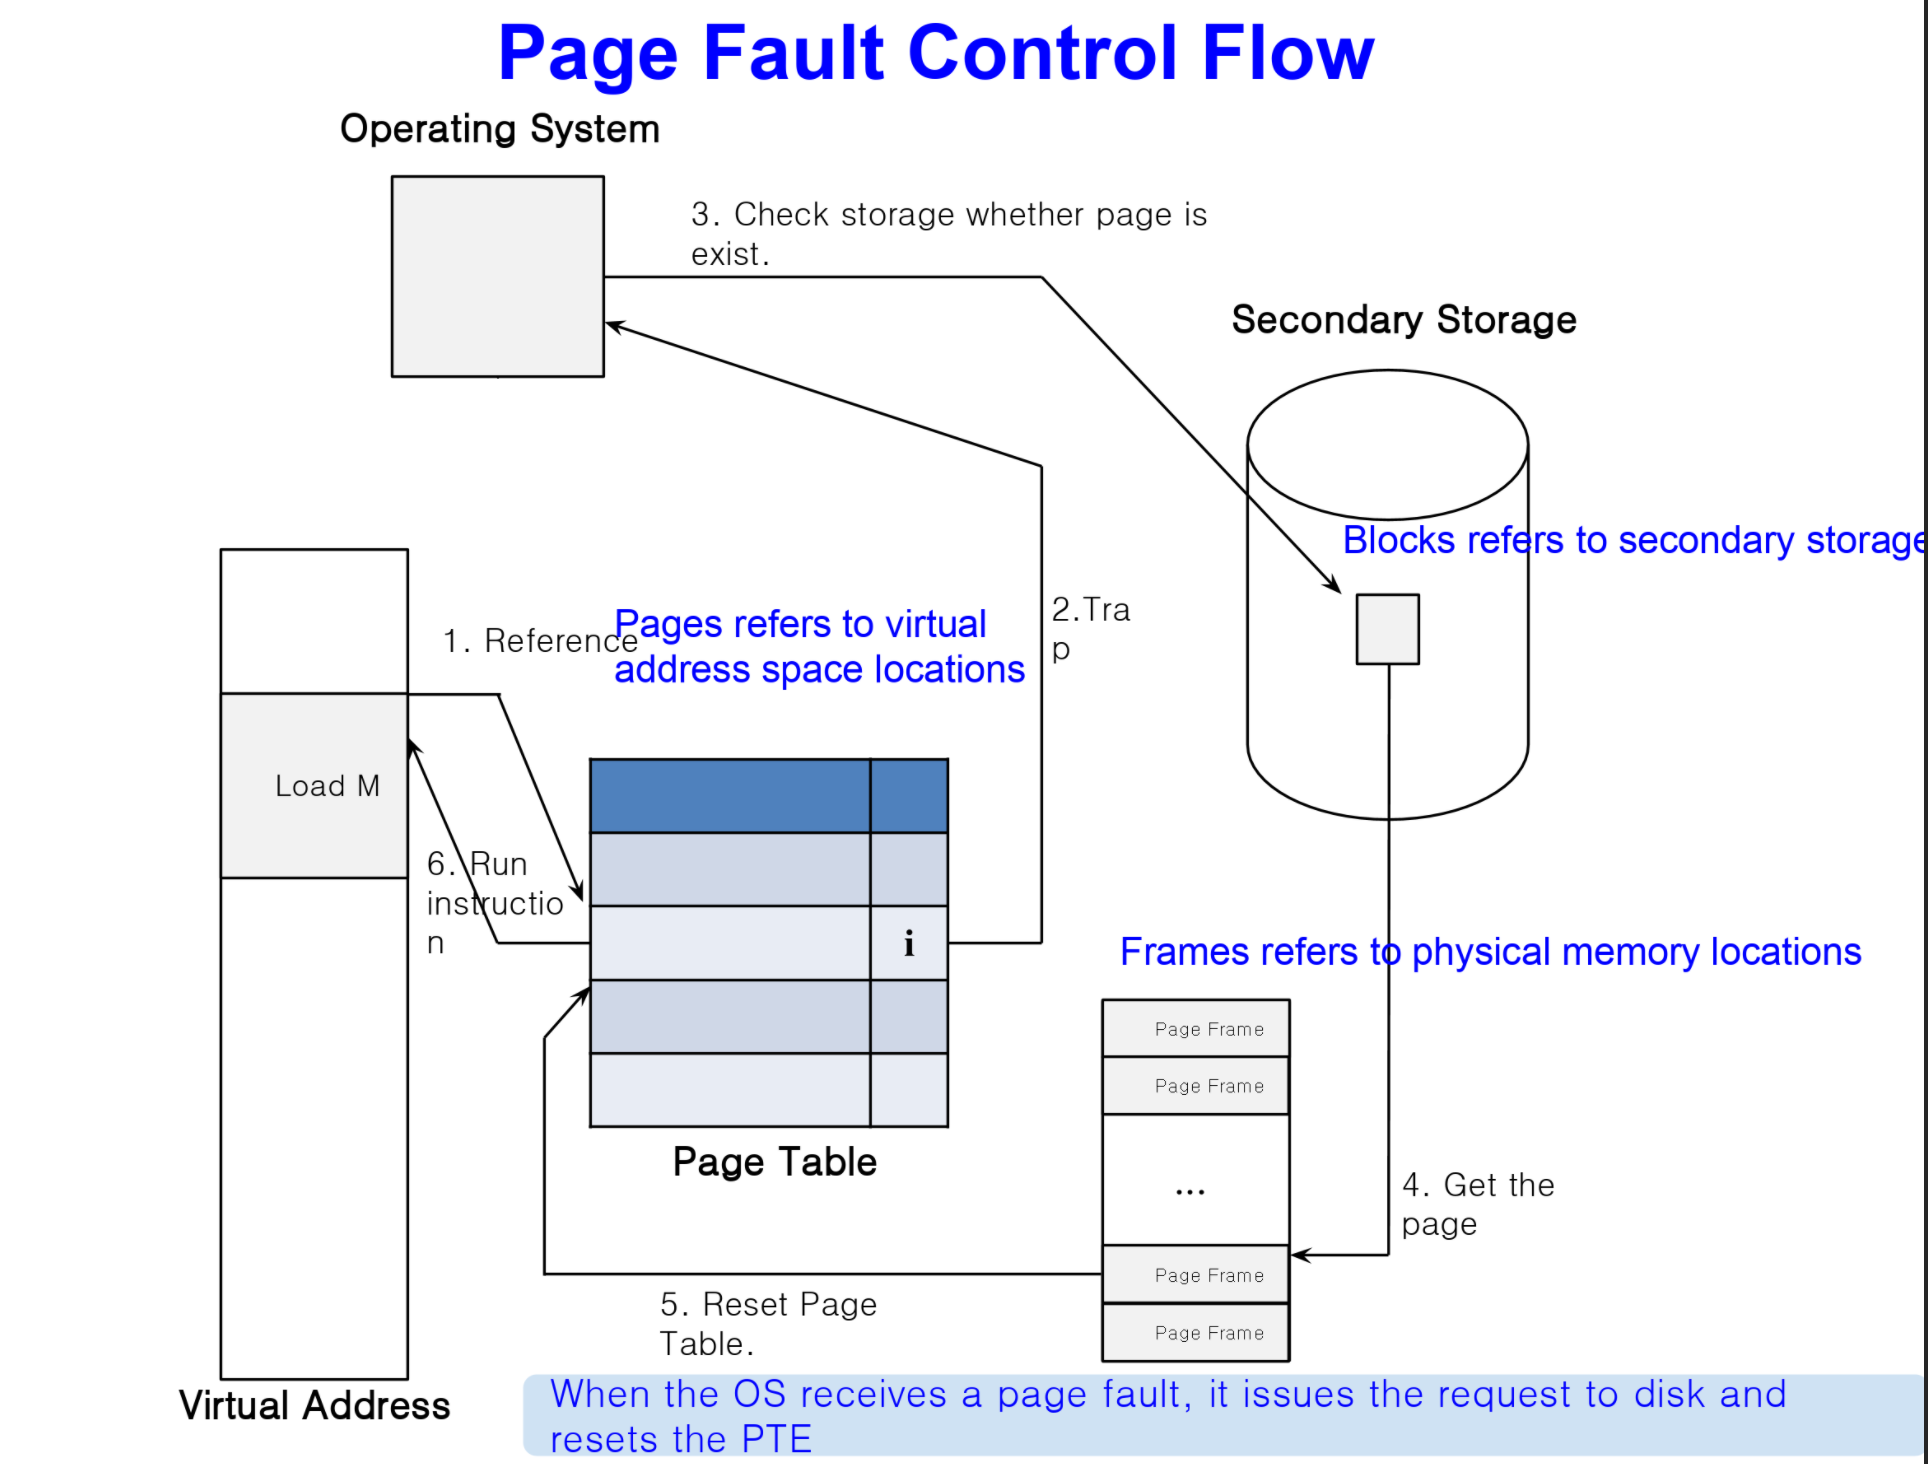 Page Fault Control Flow
Operating System
3. Check storage whether page is
exist.
Secondary Storage
Blocks refers to secondary storage
1. Reference
Pages refers to virtual
address space locations
2.Tra
p
Load M
6. Run
instructio
n
i
Frames refers to physical memory locations
Page Frame
Page Frame
...
Page Frame
Page Frame
Page Table
4. Get the
page
5. Reset Page
Table.
Virtual Address
When the OS receives a page fault, it issues the request to disk and
resets the PTE